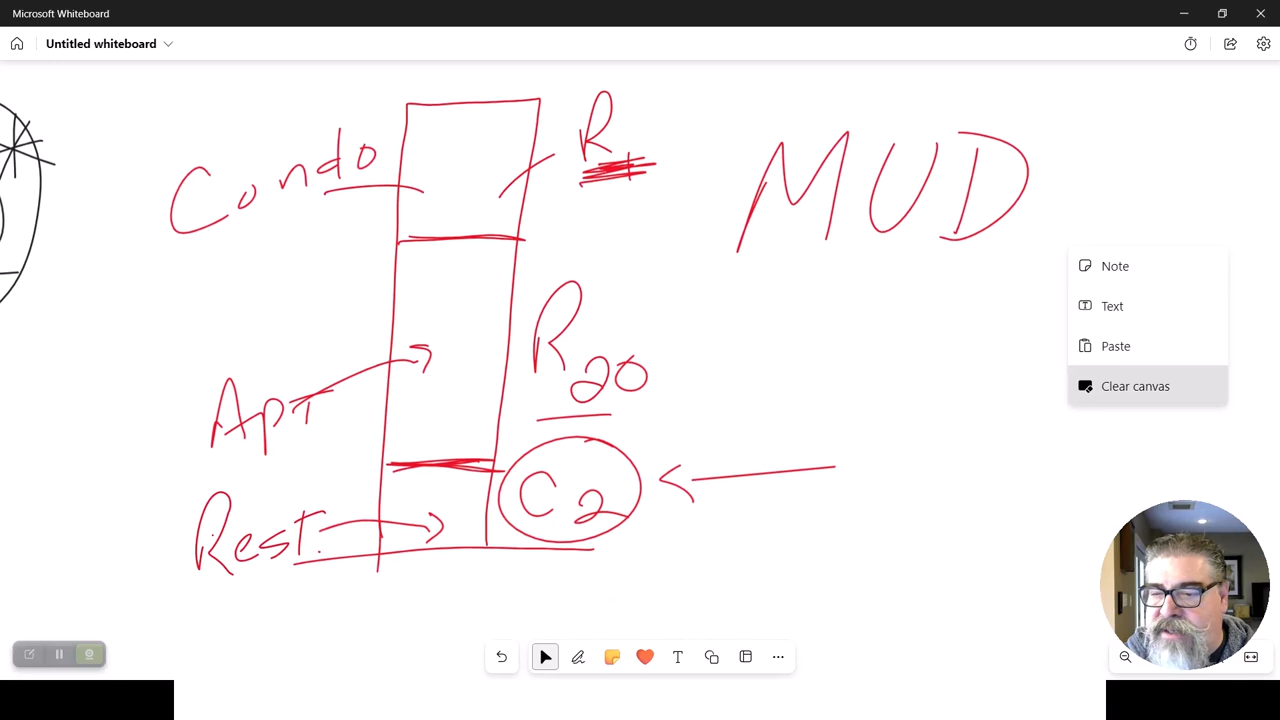 Microsoft Whiteboard
Untitled whiteboard
Condo
R
MUD
Note
Text
Paste
Clear canvas
R20
Apt
C2
Rest.